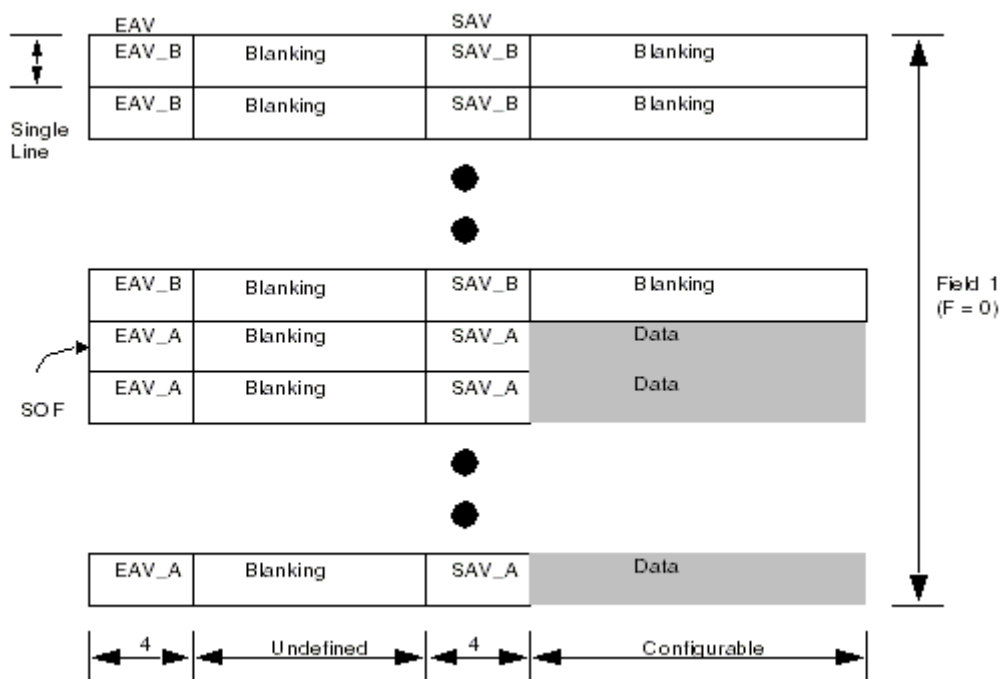 EAV SAV
EAV_B Blanking SAV_B Blanking
EAV_B Blanking SAV_B Blanking
Single
Line
EAV_B Blanking SAV_B Blanking
Field 1
(F = 0)
EAV_A Blanking SAV_A Data
EAV_A Blanking SAV_A Data
SOF
EAV_A Blanking SAV_A Data
4 Undefined 4 Configurable